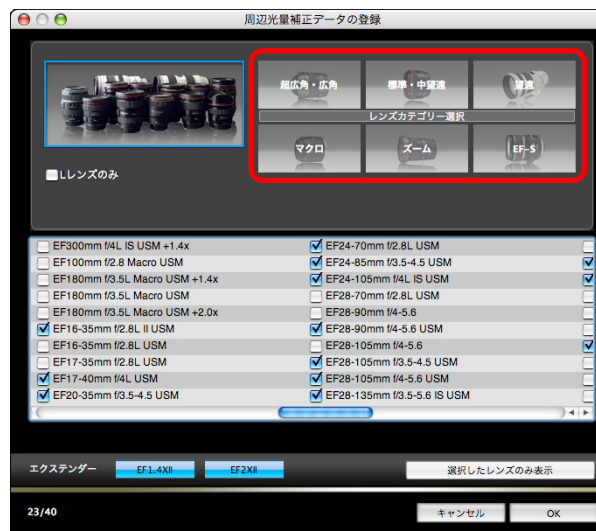 周辺光量補正データの登録
超広角・広角
標準・中望遠
望遠
レンズカテゴリー選択
マクロ
ズーム
EF-S
Lレンズのみ
EF300mm f/4L IS USM +1.4x
EF24-70mm f/2.8L USM
EF100mm f/2.8 Macro USM
EF24-85mm f/3.5-4.5 USM
EF180mm f/3.5L Macro USM +1.4x
EF24-105mm f/4L IS USM
EF180mm f/3.5L Macro USM
EF28-70mm f/2.8L USM
EF180mm f/3.5L Macro USM +2.0x
EF28-90mm f/4-5.6
EF16-35mm f/2.8L II USM
EF28-90mm f/4-5.6 USM
EF16-35mm f/2.8L USM
EF28-105mm f/4-5.6
EF17-35mm f/2.8L USM
EF28-105mm f/3.5-4.5 USM
EF17-40mm f/4L USM
EF28-105mm f/4-5.6 USM
EF20-35mm f/3.5-4.5 USM
EF28-135mm f/3.5-5.6 IS USM
エクステンダー
EF1.4XII
EF2XII
選択したレンズのみ表示
23/40
キャンセル
OK